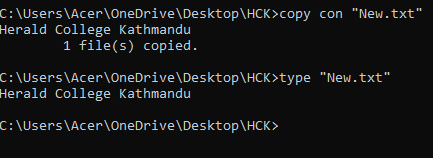 C:\Users\Acer\OneDrive\Desktop\HCK>copy con "New.txt"
Herald College Kathmandu
        1 file(s) copied.
C:\Users\Acer\OneDrive\Desktop\HCK>type "New.txt"
Herald College Kathmandu
C:\Users\Acer\OneDrive\Desktop\HCK>